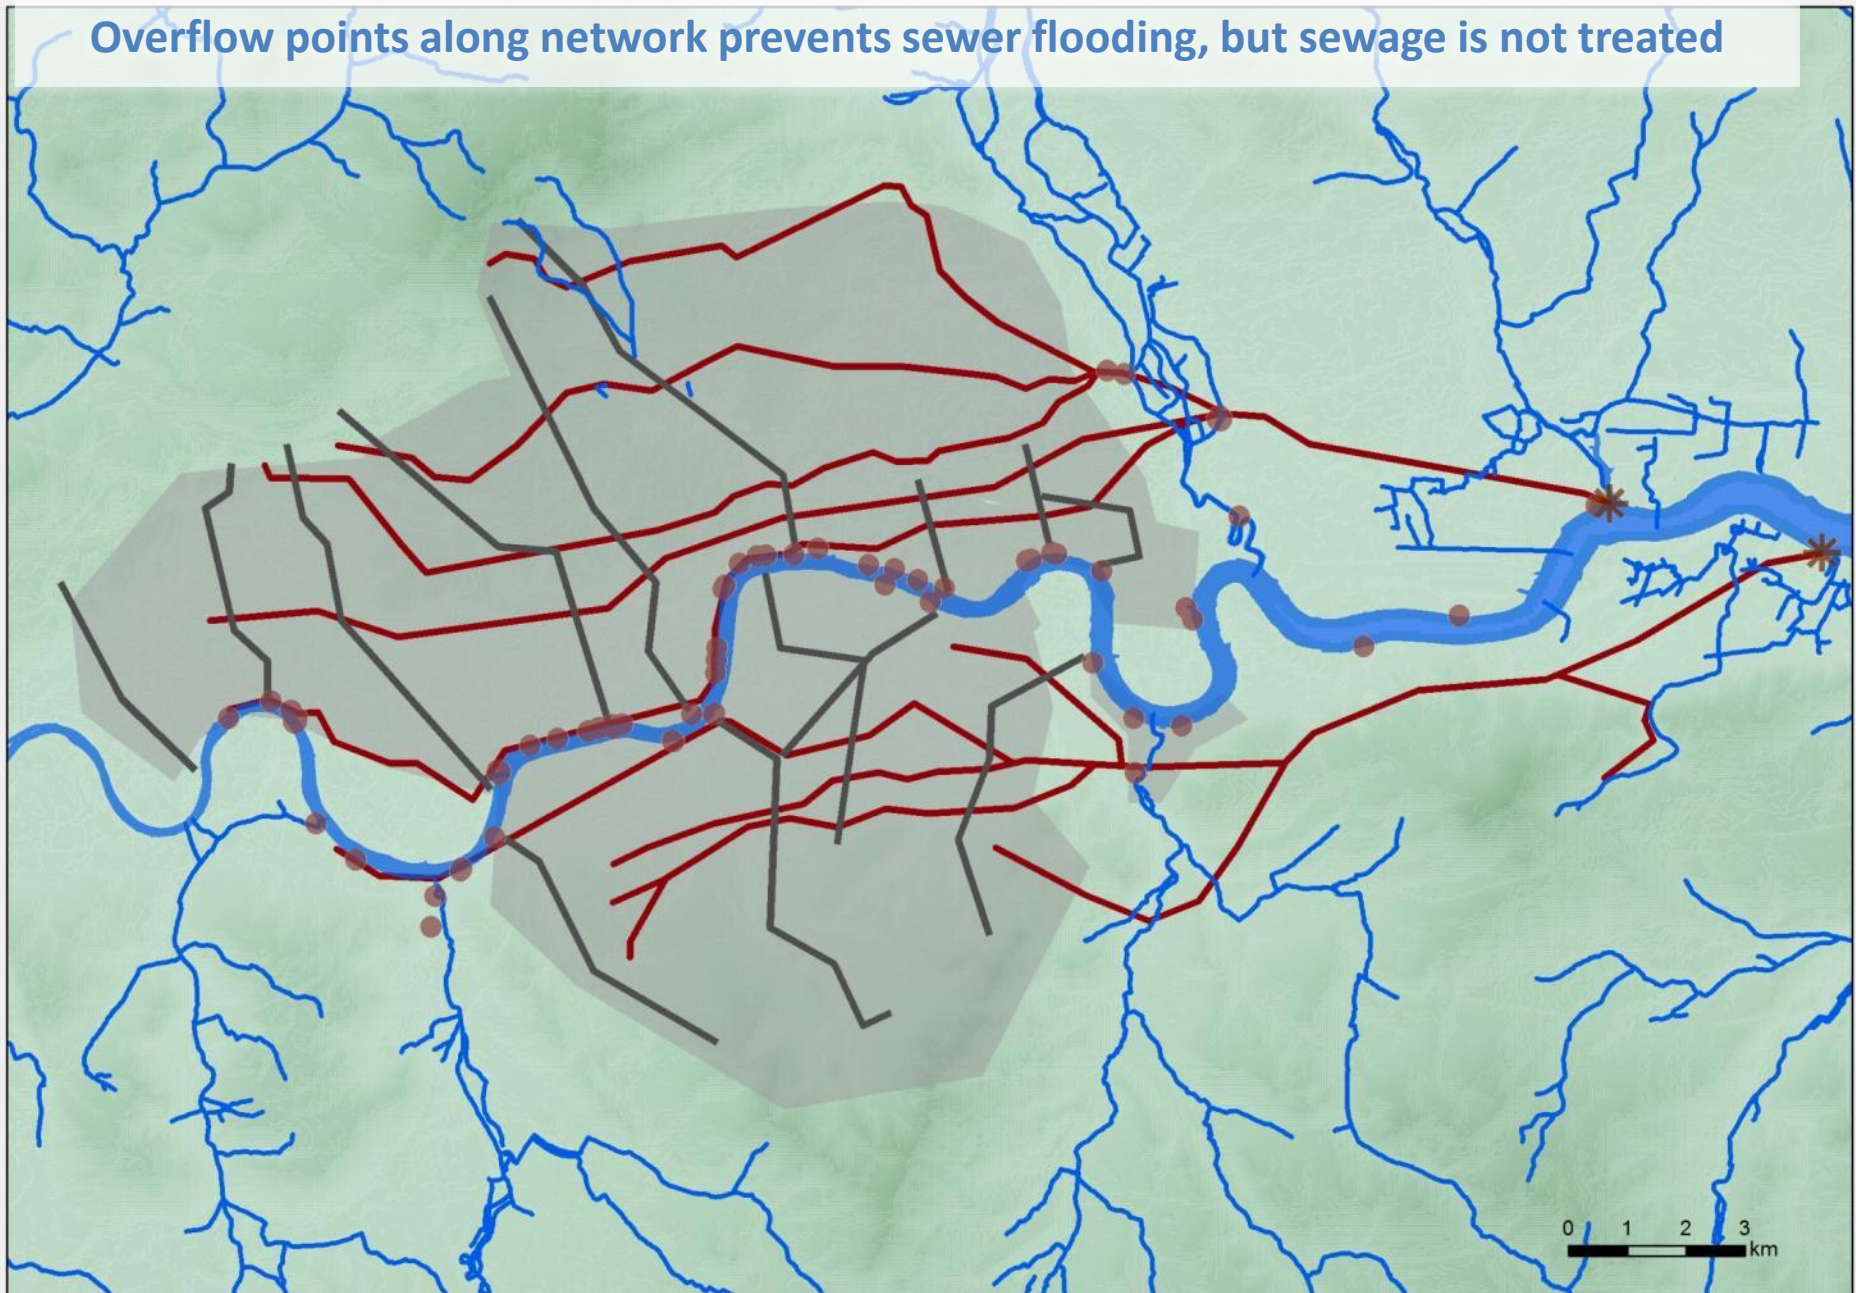 Overflow points along network prevents sewer flooding, but sewage is not treated
0 1 2 3
km